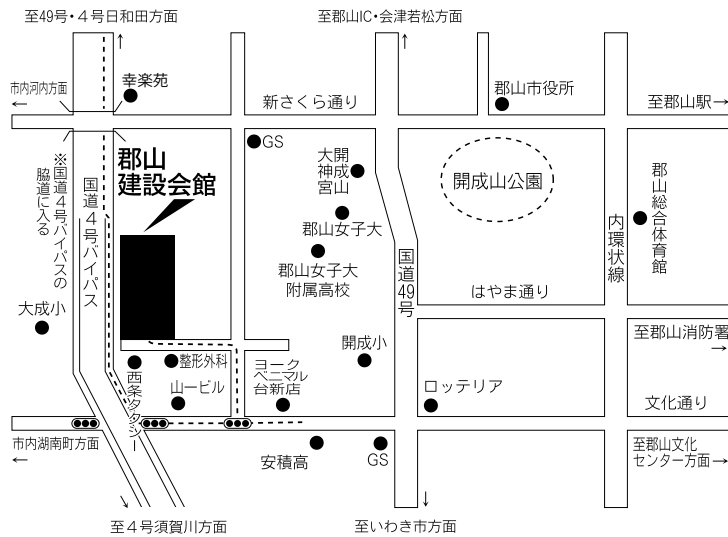 至49号・４号日和田方面
至郡山IC・会津若松方面
市内河内方面
←
↑
幸楽苑
↑
新さくら通り
郡山市役所
至郡山駅→
GS
郡山
建設会館
※国道４号バイパスの
脇道に入る
国道４号バイパス
大開
神成
宮山
開成山公園
郡山総合体育館
郡山女子大
内環状線
郡山女子大
附属高校
国道49号
はやま通り
大成小
至郡山消防署
→
開成小
整形外科
ヨーク
ベニマル
台新店
西条タクシー
山一ビル
ロッテリア
文化通り
市内湖南町方面
←
安積高
GS
至郡山文化
センター方面→
↓
↓
至４号須賀川方面
至いわき市方面